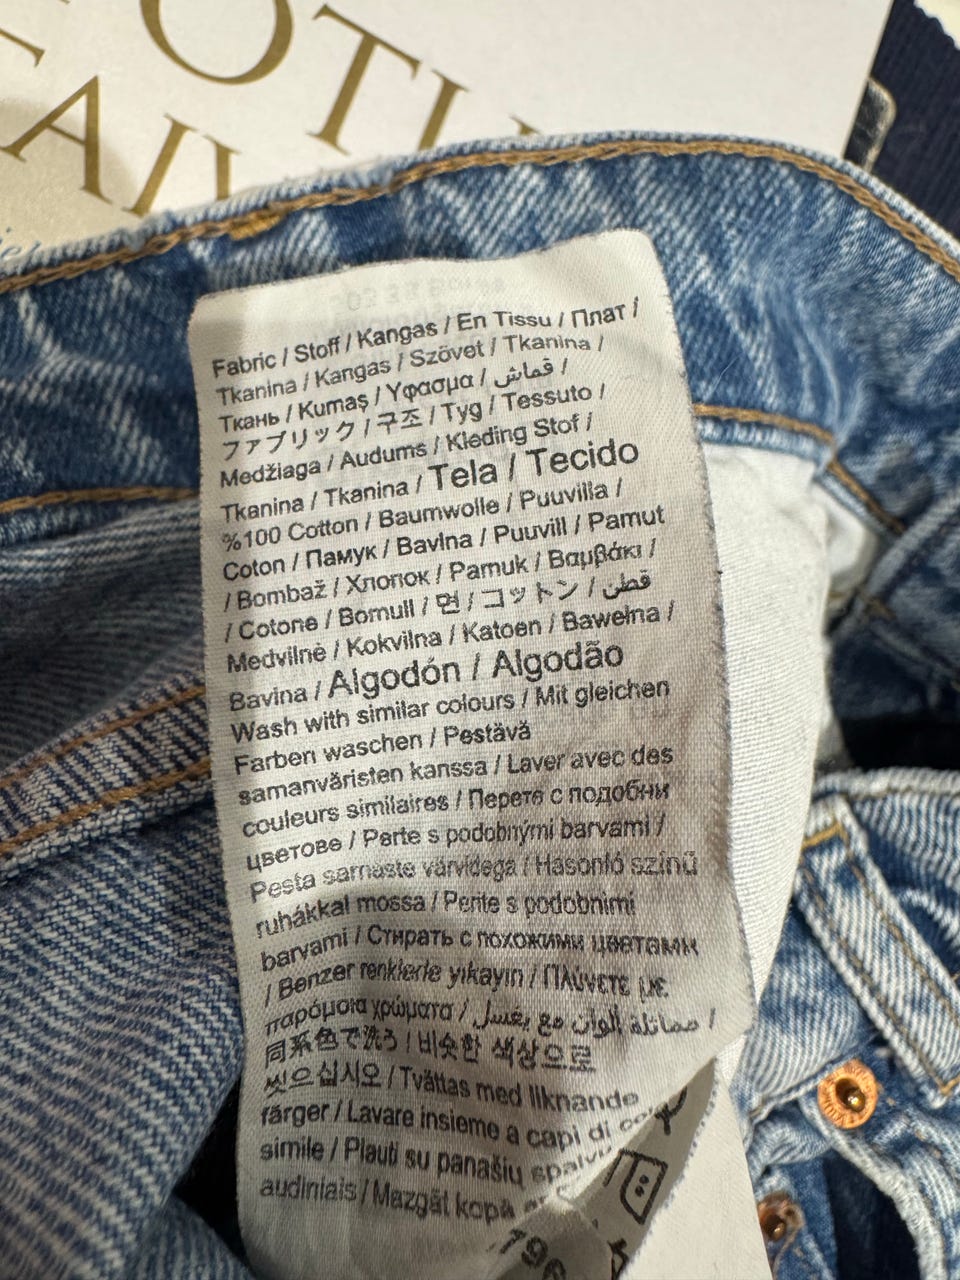 OTI
TAI
Fabric / Stoff / Kangas / En Tissu / Плат /
Tkanina / Kangas / Szövet / Tkanina /
Ткань / Kumaş / Υφασμα / قماش /
ファブリック / 구조 / Tyg / Tessuto /
Medžiaga / Audums / Kleding Stof /
Tkanina / Tkanina / Tela / Tecido
%100 Cotton / Baumwolle / Puuvilla /
Coton / Памук / Bavlna / Puuvill / Pamut
/ Bombaž / Хлопок / Pamuk / Βαμβάκι /
/ Cotone / Bomull / 면 / コットン / قطن
Medvilnė / Kokvilna / Katoen / Bawełna /
Bavina / Algodón / Algodão
Wash with similar colours / Mit gleichen
Farben waschen / Pestävä
samanväristen kanssa / Laver avec des
couleurs similaires / Перете с подобни
цветове / Perte s podobnými barvami /
Pesta sarnaste värvidega / Hasonló színű
ruhákkal mossa / Perite s podobnimi
barvami / Стирать с похожими цветами
/ Benzer renklerle yıkayın / Πλύνετε με
παρόμοια χρώματα / مماثلة ألوان مع يغسل /
同系色で洗う / 비슷한 색상으로
씻으십시오 / Tvättas med liknande
färger / Lavare insieme a capi di
simile / Plauti su panašių spalvų
audiniais / Mazgāt kopā
796